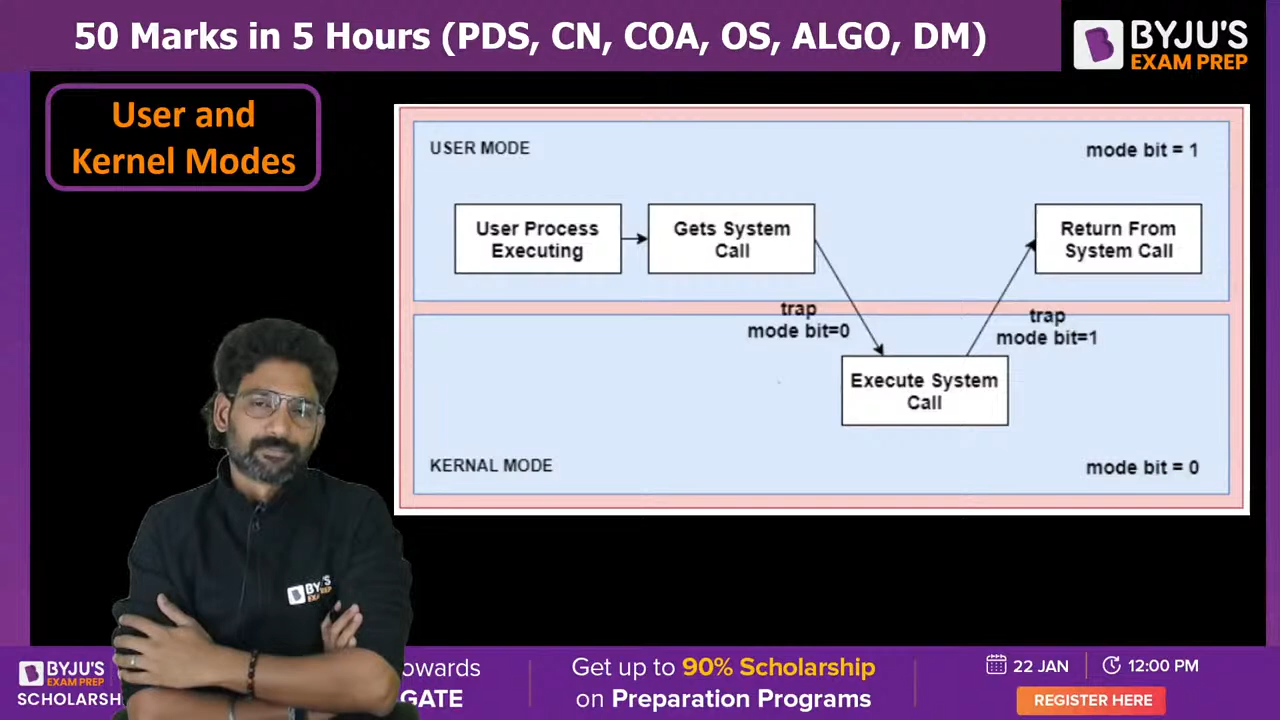 50 Marks in 5 Hours (PDS, CN, COA, OS, ALGO, DM)
BYJU'S
EXAM PREP
User and
Kernel Modes
USER MODE
mode bit = 1
User Process
Executing
Gets System
Call
Return From
System Call
trap
mode bit=0
trap
mode bit=1
Execute System
Call
KERNAL MODE
mode bit = 0
BYJU'S
BYJU'S
EXAM PREP
SCHOLARSH
owards
GATE
Get up to 90% Scholarship
on Preparation Programs
22 JAN
12:00 PM
REGISTER HERE